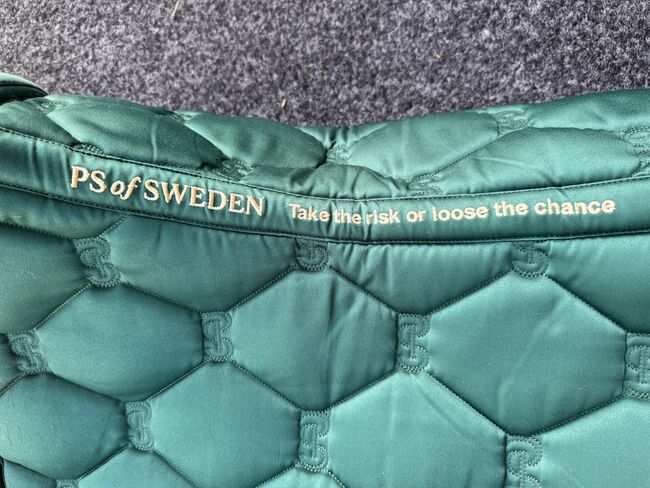 PS of SWEDEN Take the risk or loose the chance